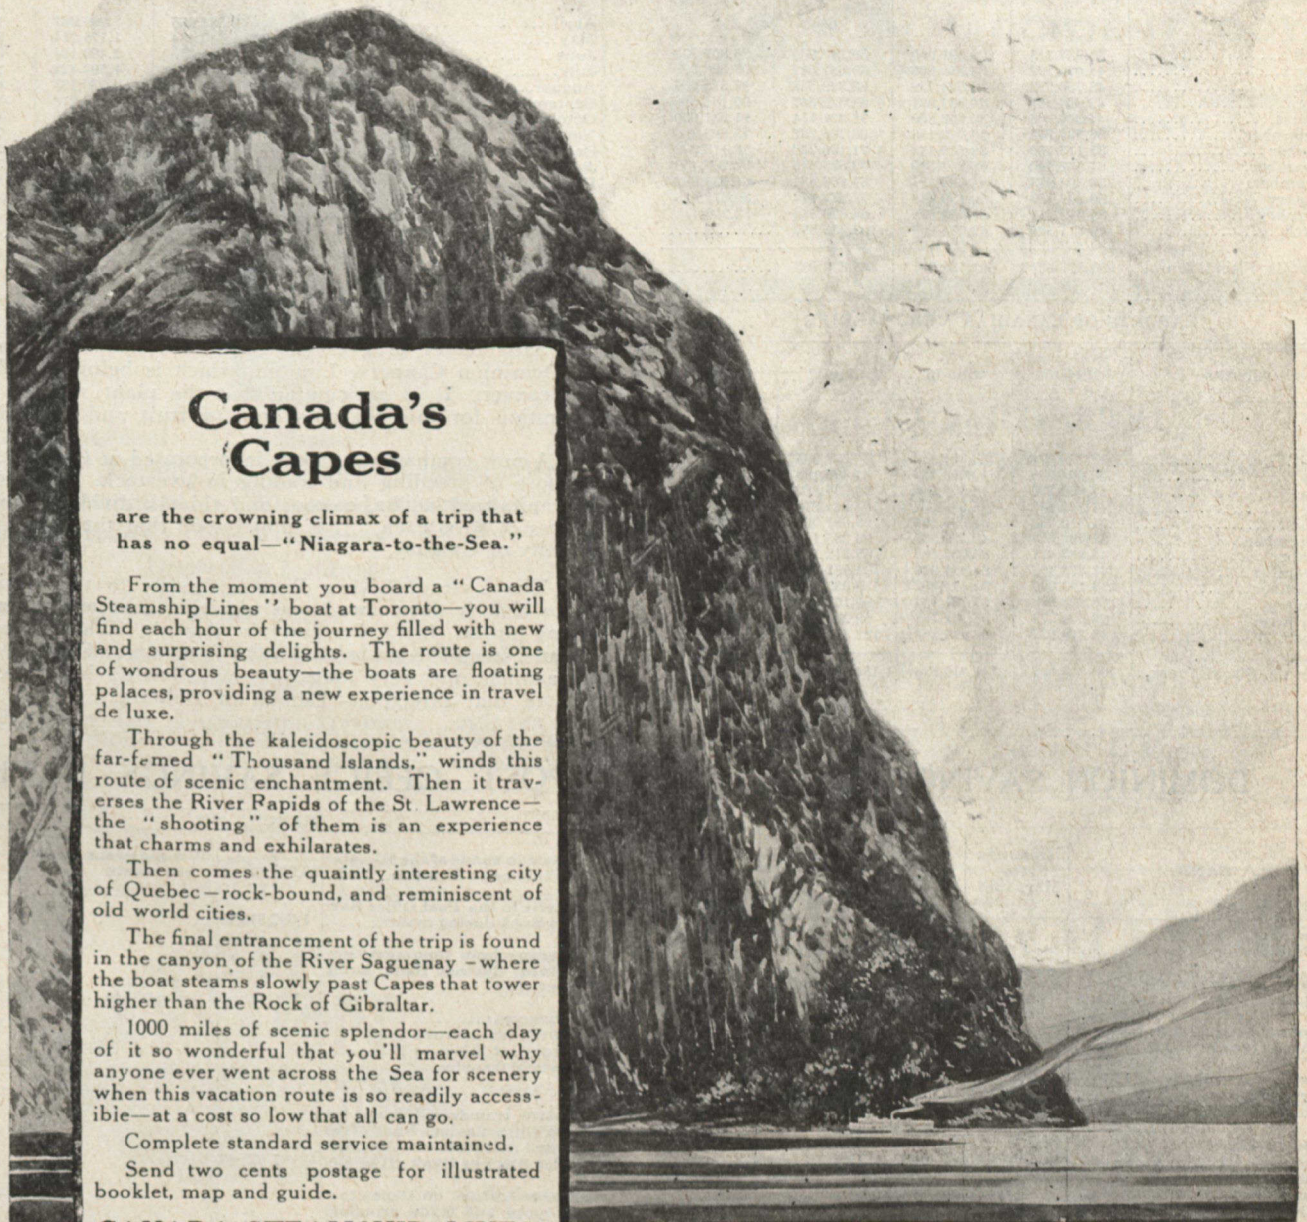 Canada's
Capes
are the crowning climax of a trip that
has no equal—“Niagara-to-the-Sea.”
From the moment you board a “Canada
Steamship Lines” boat at Toronto—you will
find each hour of the journey filled with new
and surprising delights. The route is one
of wondrous beauty—the boats are floating
palaces, providing a new experience in travel
de luxe.
Through the kaleidoscopic beauty of the
far-femed “Thousand Islands,” winds this
route of scenic enchantment. Then it trav-
erses the River Rapids of the St. Lawrence—
the “shooting” of them is an experience
that charms and exhilarates.
Then comes the quaintly interesting city
of Quebec—rock-bound, and reminiscent of
old world cities.
The final entrancement of the trip is found
in the canyon of the River Saguenay –where
the boat steams slowly past Capes that tower
higher than the Rock of Gibraltar.
1000 miles of scenic splendor—each day
of it so wonderful that you'll marvel why
anyone ever went across the Sea for scenery
when this vacation route is so readily access-
ible—at a cost so low that all can go.
Complete standard service maintained.
Send two cents postage for illustrated
booklet, map and guide.